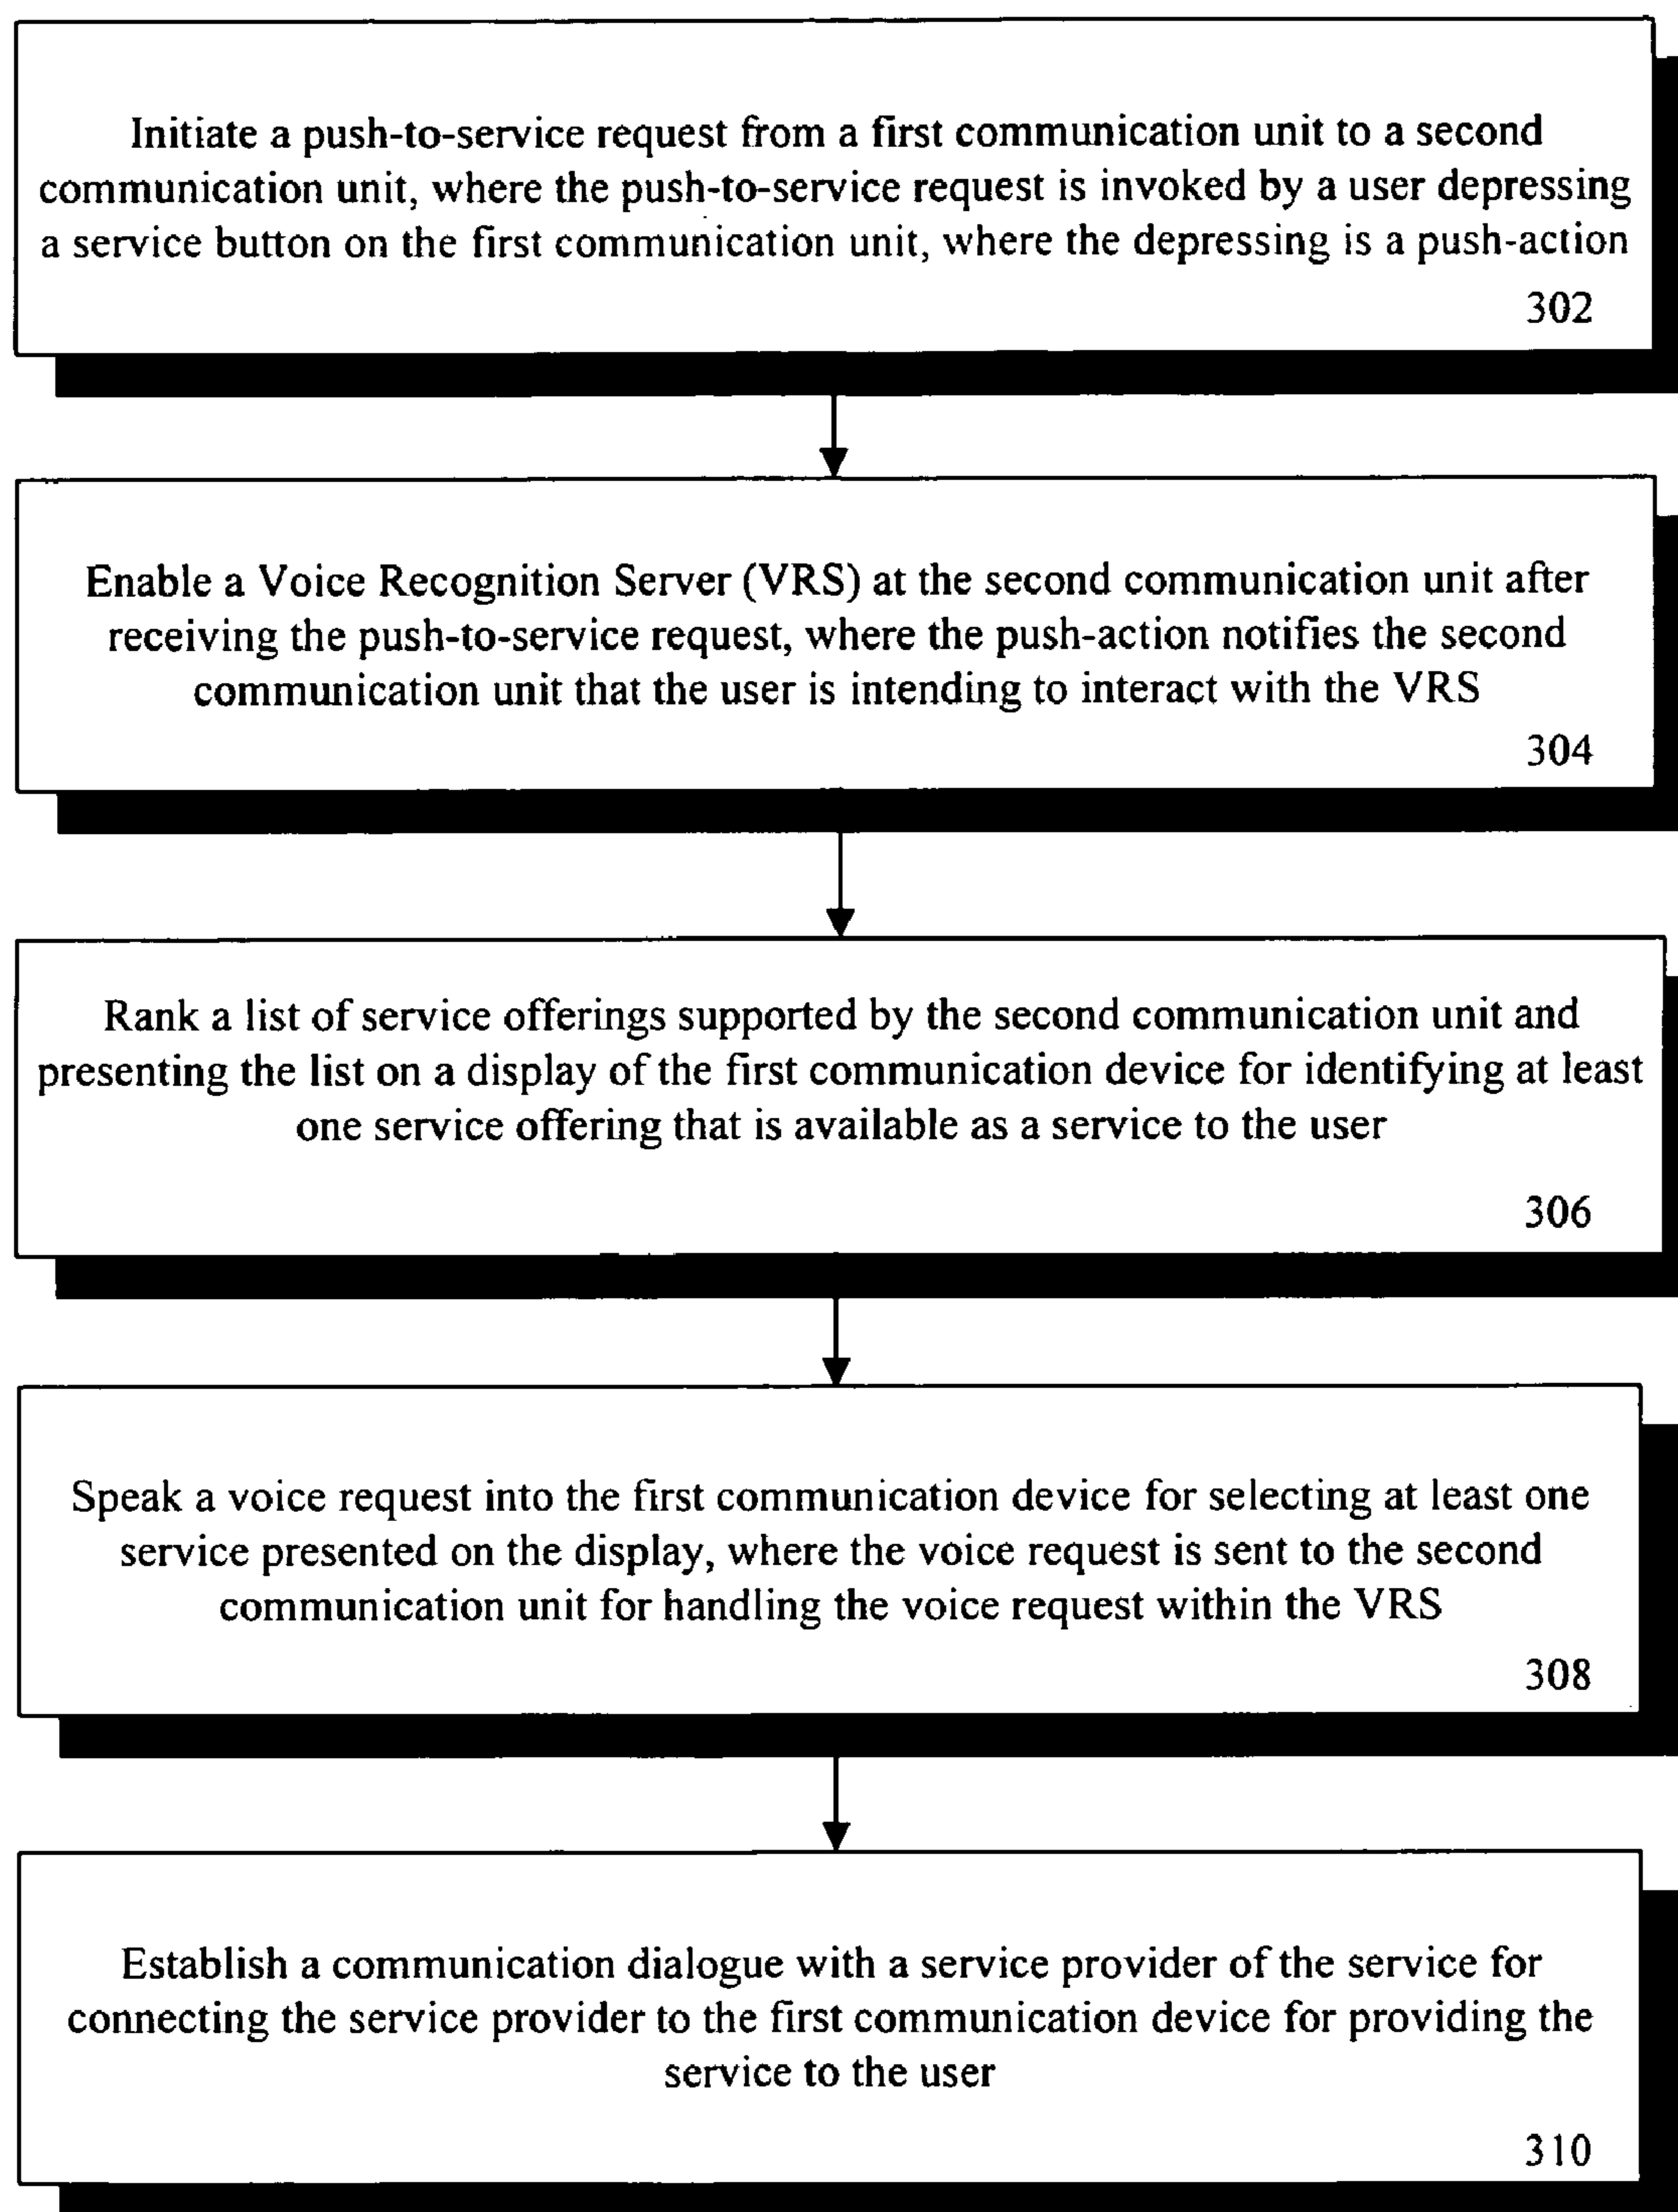 Initiate a push-to-service request from a first communication unit to a second
communication unit, where the push-to-service request is invoked by a user depressing
a service button on the first communication unit, where the depressing is a push-action
302
Enable a Voice Recognition Server (VRS) at the second communication unit after
receiving the push-to-service request, where the push-action notifies the second
communication unit that the user is intending to interact with the VRS
304
Rank a list of service offerings supported by the second communication unit and
presenting the list on a display of the first communication device for identifying at least
one service offering that is available as a service to the user
306
Speak a voice request into the first communication device for selecting at least one
service presented on the display, where the voice request is sent to the second
communication unit for handling the voice request within the VRS
308
Establish a communication dialogue with a service provider of the service for
connecting the service provider to the first communication device for providing the
service to the user
310